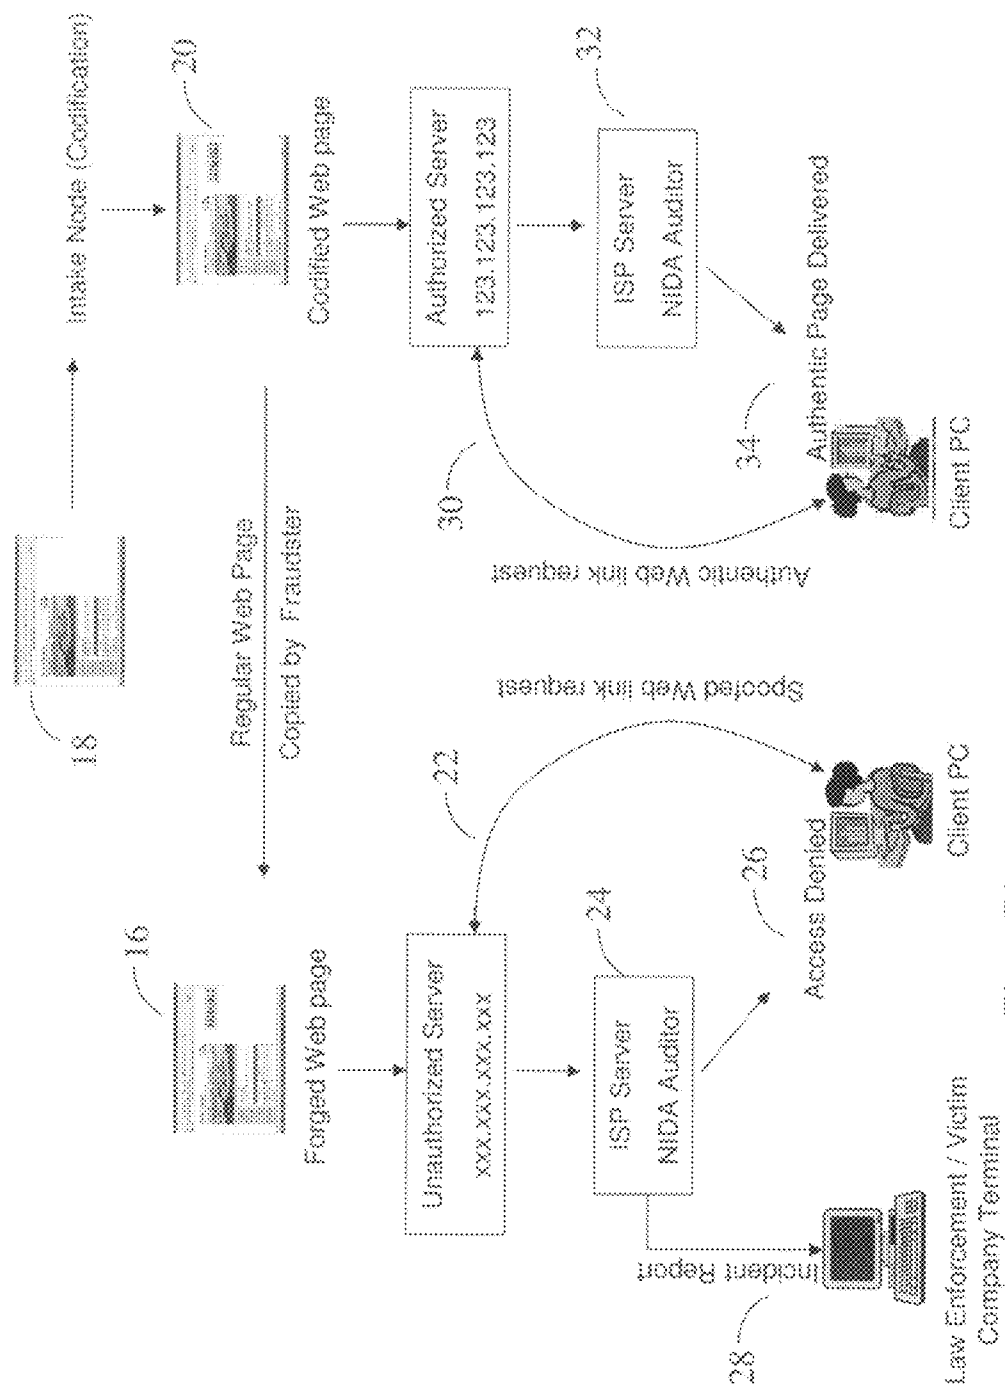 18
Intake Node (Codification)
16
20
Regular Web Page
Copied by Fraudster
Forged Web page
Codified Web page
Unauthorized Server
xxx.xxx.xxx.xx
22
30
Authorized Server
123.123.123.123
24
ISP Server
NIDA Auditor
32
ISP Server
NIDA Auditor
Spoofed Web link request
Authentic Web link request
Incident Report
28
26
Access Denied
34
Authentic Page Delivered
Law Enforcement / Victim
Company Terminal
Client PC
Client PC